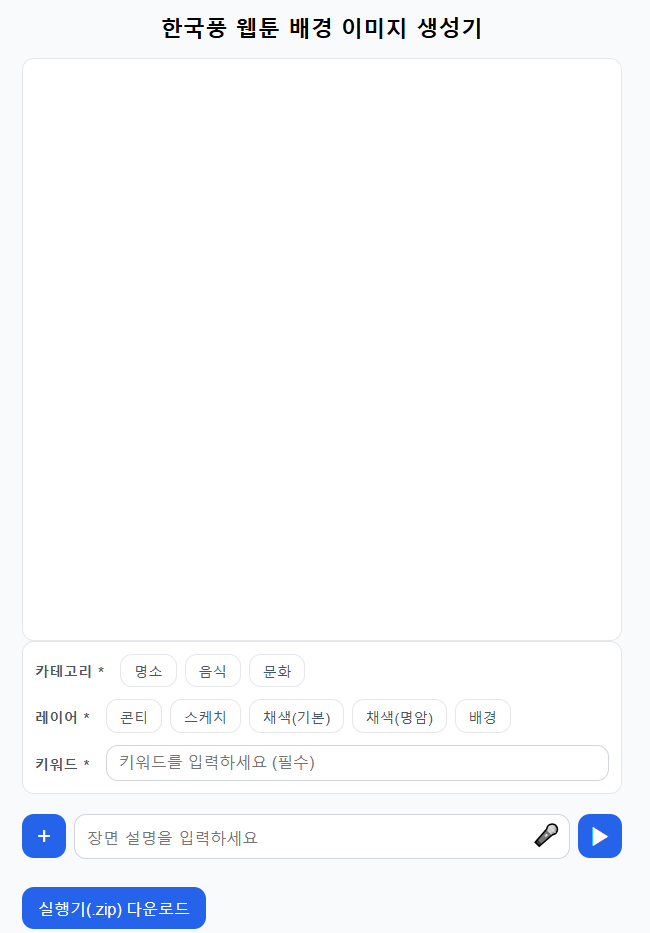 한국풍 웹툰 배경 이미지 생성기
카테고리 * 명소 음식 문화
레이어 * 콘티 스케치 채색(기본) 채색(명암) 배경
키워드 * 키워드를 입력하세요 (필수)
+ 장면 설명을 입력하세요
실행기(.zip) 다운로드